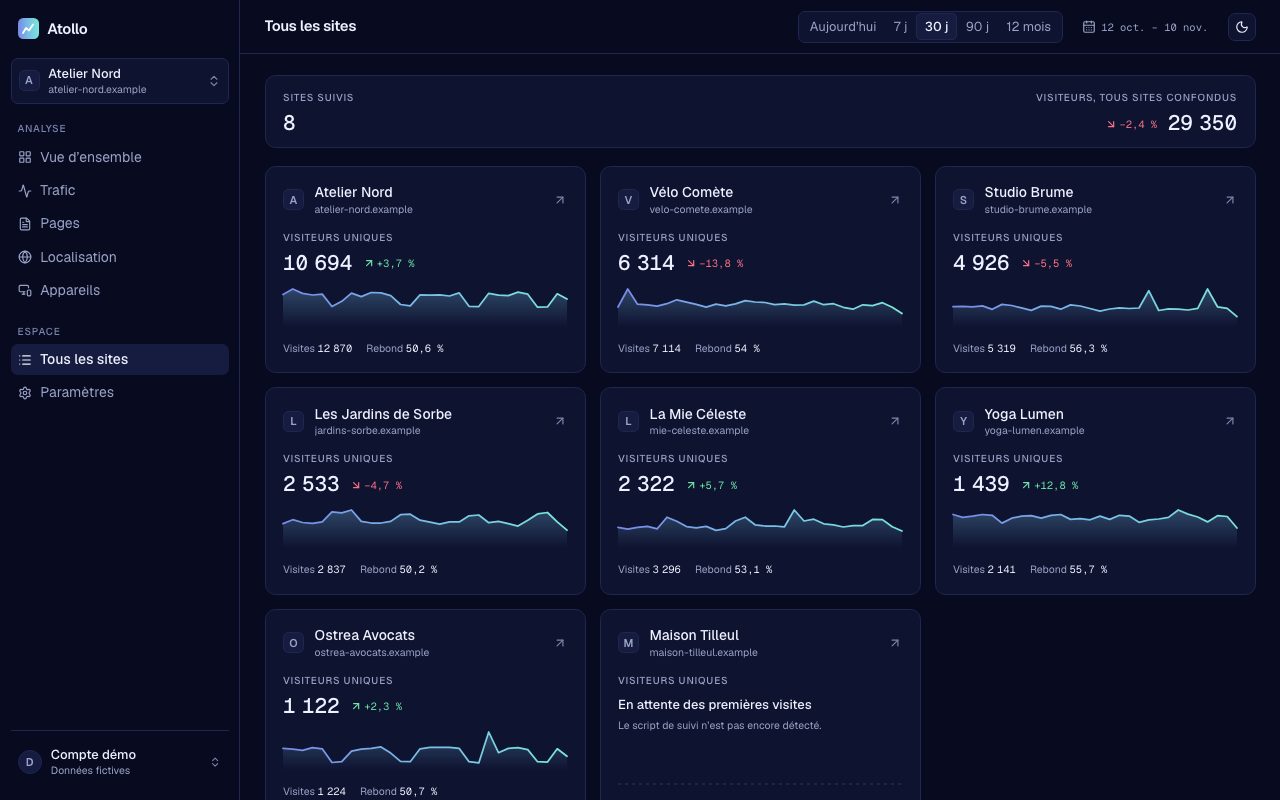 Atollo
A
Atelier Nord
atelier-nord.example
ANALYSE
Vue d'ensemble
Trafic
Pages
Localisation
Appareils
ESPACE
Tous les sites
Paramètres
D
Compte démo
Données fictives
Tous les sites
Aujourd'hui 7 j 30 j 90 j 12 mois
12 oct. – 10 nov.
SITES SUIVIS
8
VISITEURS, TOUS SITES CONFONDUS
−2,4 % 29 350
A
Atelier Nord
atelier-nord.example
VISITEURS UNIQUES
10 694 +3,7 %
Visites 12 870 Rebond 50,6 %
V
Vélo Comète
velo-comete.example
VISITEURS UNIQUES
6 314 −13,8 %
Visites 7 114 Rebond 54 %
S
Studio Brume
studio-brume.example
VISITEURS UNIQUES
4 926 −5,5 %
Visites 5 319 Rebond 56,3 %
L
Les Jardins de Sorbe
jardins-sorbe.example
VISITEURS UNIQUES
2 533 −4,7 %
Visites 2 837 Rebond 50,2 %
L
La Mie Céleste
mie-celeste.example
VISITEURS UNIQUES
2 322 +5,7 %
Visites 3 296 Rebond 53,1 %
Y
Yoga Lumen
yoga-lumen.example
VISITEURS UNIQUES
1 439 +12,8 %
Visites 2 141 Rebond 55,7 %
O
Ostrea Avocats
ostrea-avocats.example
VISITEURS UNIQUES
1 122 +2,3 %
Visites 1 224 Rebond 50,7 %
M
Maison Tilleul
maison-tilleul.example
VISITEURS UNIQUES
En attente des premières visites
Le script de suivi n'est pas encore détecté.